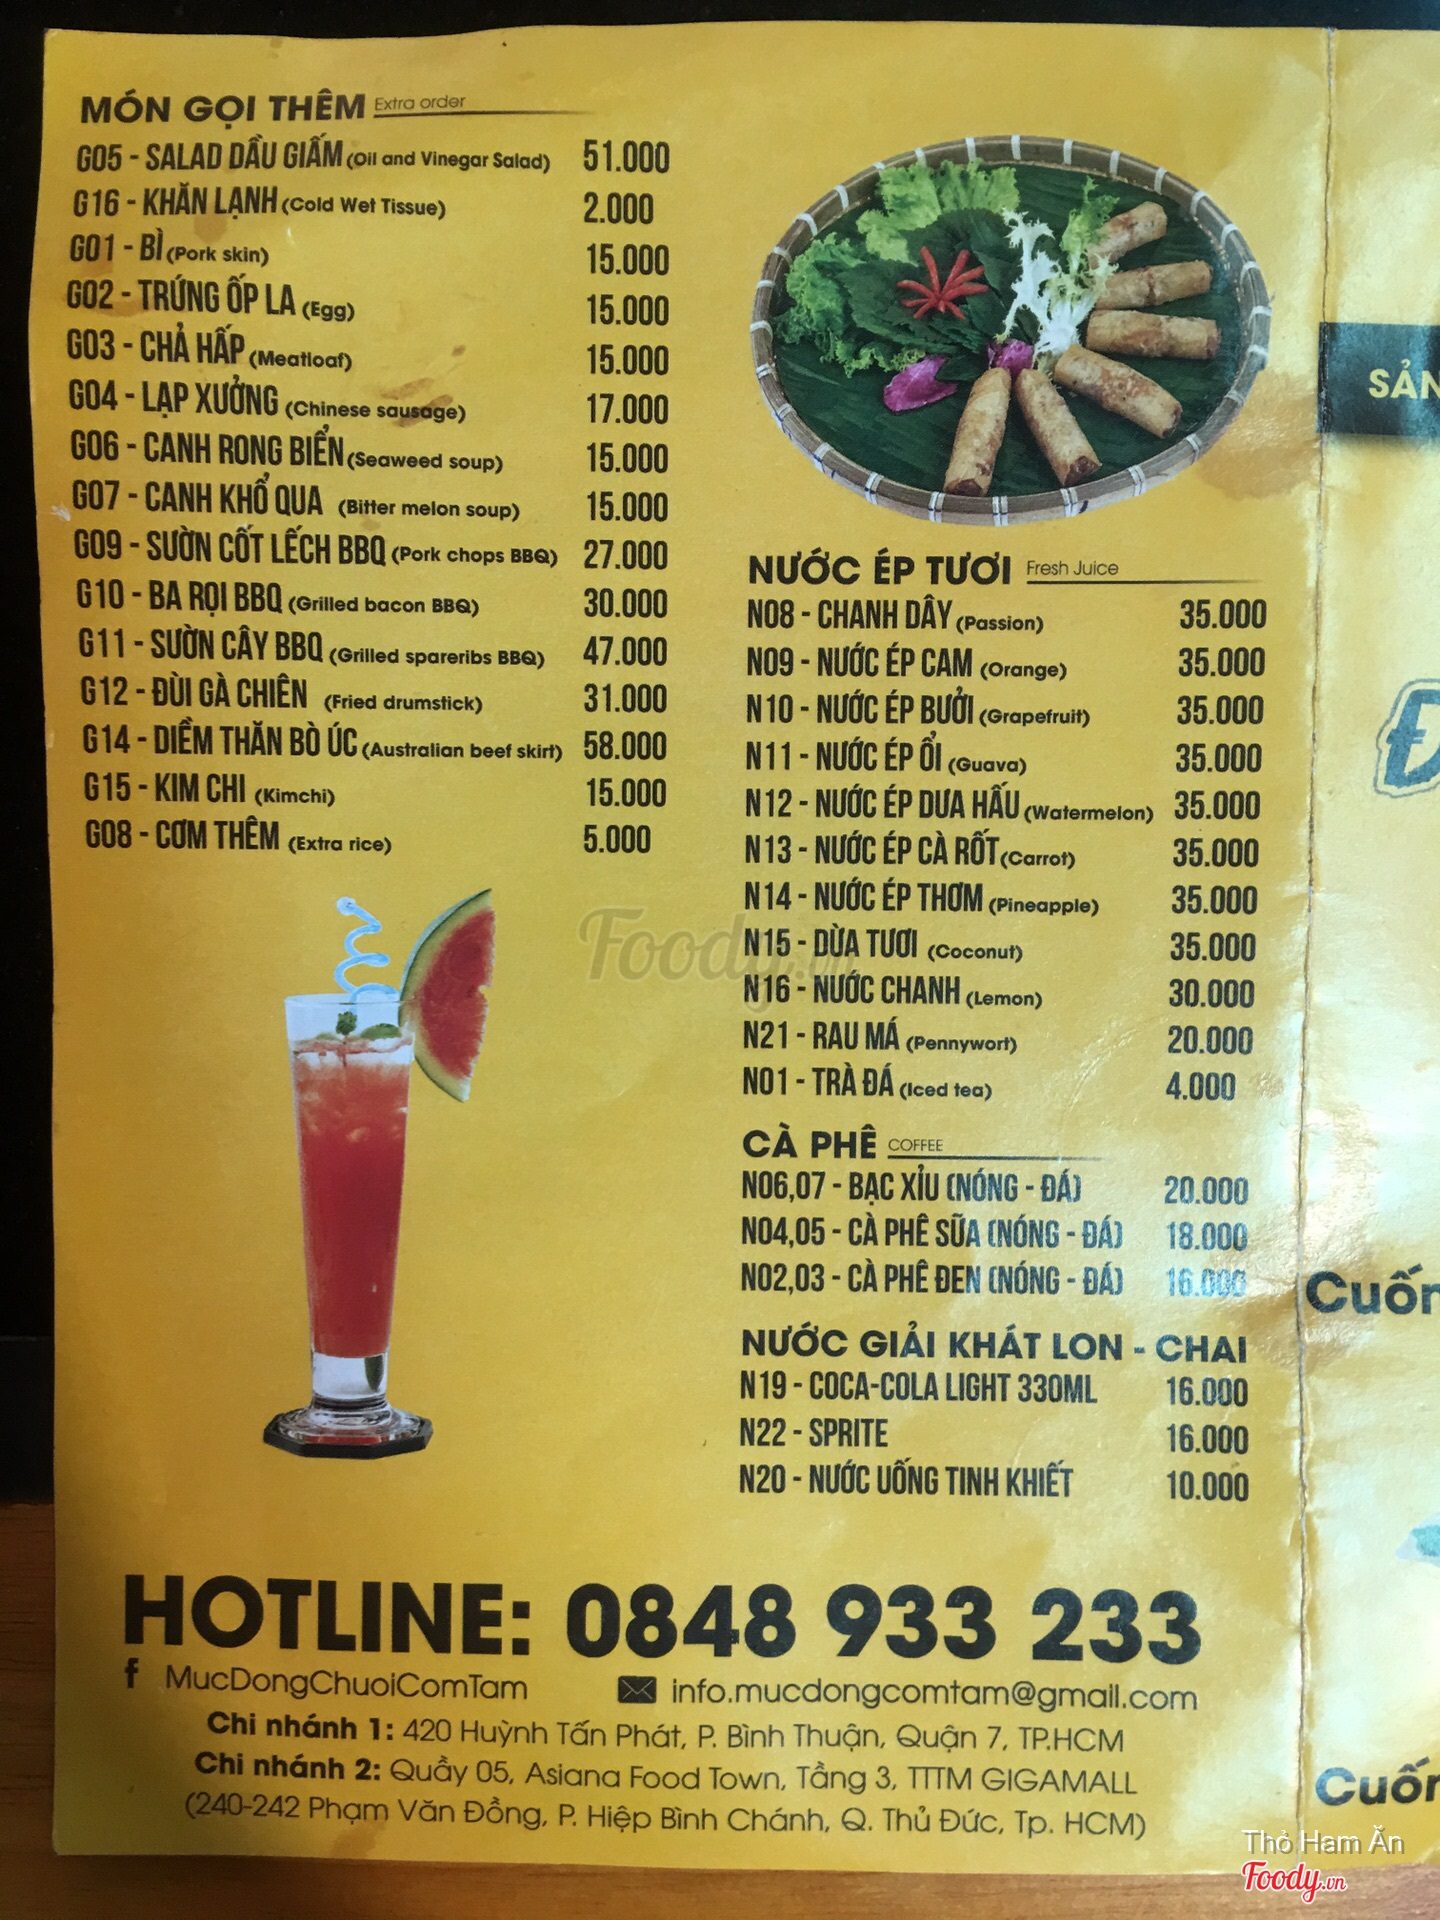 MÓN GỌI THÊM Extra order
G05 - SALAD DẦU GIẤM (Oil and Vinegar Salad) 51.000
G16 - KHĂN LẠNH (Cold Wet Tissue) 2.000
G01 - BÌ (Pork skin) 15.000
G02 - TRỨNG ỐP LA (Egg) 15.000
G03 - CHẢ HẤP (Meatloaf) 15.000
G04 - LẠP XƯỞNG (Chinese sausage) 17.000
G06 - CANH RONG BIỂN (Seaweed soup) 15.000
G07 - CANH KHỔ QUA (Bitter melon soup) 15.000
G09 - SƯỜN CỐT LẾCH BBQ (Pork chops BBQ) 27.000
G10 - BA RỌI BBQ (Grilled bacon BBQ) 30.000
G11 - SƯỜN CÂY BBQ (Grilled spareribs BBQ) 47.000
G12 - ĐÙI GÀ CHIÊN (Fried drumstick) 31.000
G14 - DIỀM THĂN BÒ ÚC (Australian beef skirt) 58.000
G15 - KIM CHI (Kimchi) 15.000
G08 - CƠM THÊM (Extra rice) 5.000
NƯỚC ÉP TƯƠI Fresh Juice
N08 - CHANH DÂY (Passion) 35.000
N09 - NƯỚC ÉP CAM (Orange) 35.000
N10 - NƯỚC ÉP BƯỞI (Grapefruit) 35.000
N11 - NƯỚC ÉP ỔI (Guava) 35.000
N12 - NƯỚC ÉP DƯA HẤU (Watermelon) 35.000
N13 - NƯỚC ÉP CÀ RỐT (Carrot) 35.000
N14 - NƯỚC ÉP THƠM (Pineapple) 35.000
N15 - DỪA TƯƠI (Coconut) 35.000
N16 - NƯỚC CHANH (Lemon) 30.000
N21 - RAU MÁ (Pennywort) 20.000
N01 - TRÀ ĐÁ (Iced tea) 4.000
CÀ PHÊ COFFEE
N06,07 - BẠC XỈU (NÓNG - ĐÁ) 20.000
N04,05 - CÀ PHÊ SỮA (NÓNG - ĐÁ) 18.000
N02,03 - CÀ PHÊ ĐEN (NÓNG - ĐÁ) 16.000
NƯỚC GIẢI KHÁT LON - CHAI
N19 - COCA-COLA LIGHT 330ML 16.000
N22 - SPRITE 16.000
N20 - NƯỚC UỐNG TINH KHIẾT 10.000
Foody.vn
HOTLINE: 0848 933 233
f MucDongChuoiComTam info.mucdongcomtam@gmail.com
Chi nhánh 1: 420 Huỳnh Tấn Phát, P. Bình Thuận, Quận 7, TP.HCM
Chi nhánh 2: Quầy 05, Asiana Food Town, Tầng 3, TTTM GIGAMALL
(240-242 Phạm Văn Đồng, P. Hiệp Bình Chánh, Q. Thủ Đức, Tp. HCM)
SẢN
Đ
Cuốn
Cuốn
Thỏ Ham Ăn
Foody.vn